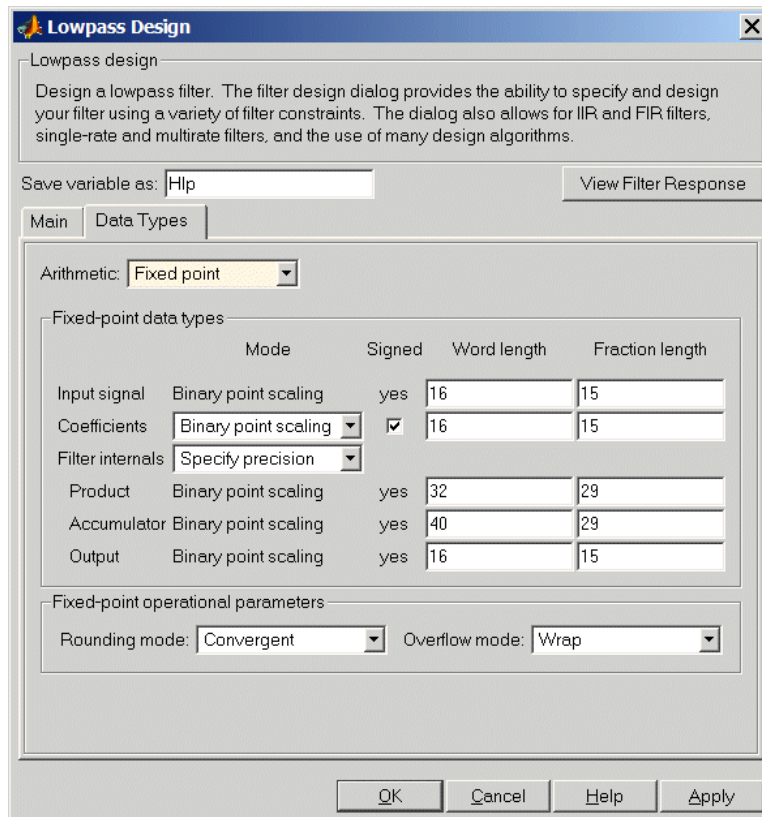 Lowpass Design
Lowpass design
Design a lowpass filter. The filter design dialog provides the ability to specify and design
your filter using a variety of filter constraints. The dialog also allows for IIR and FIR filters,
single-rate and multirate filters, and the use of many design algorithms.
Save variable as: Hlp View Filter Response
Main Data Types
Arithmetic: Fixed point
Fixed-point data types
Mode Signed Word length Fraction length
Input signal Binary point scaling yes 16 15
Coefficients Binary point scaling 16 15
Filter internals Specify precision
Product Binary point scaling yes 32 29
Accumulator Binary point scaling yes 40 29
Output Binary point scaling yes 16 15
Fixed-point operational parameters
Rounding mode: Convergent Overflow mode: Wrap
OK Cancel Help Apply